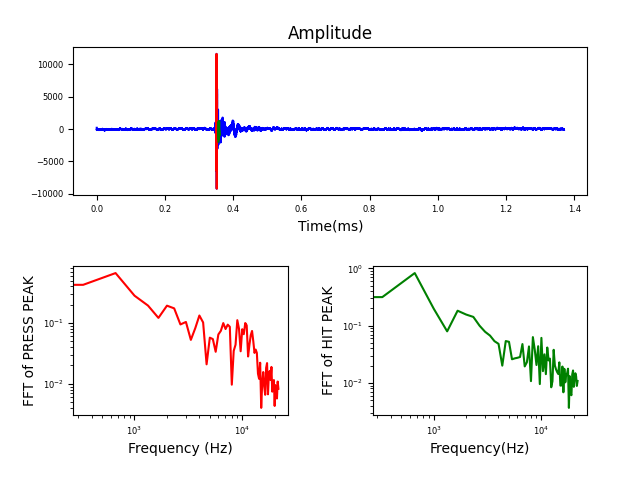 Amplitude
10000
5000
0
−5000
−10000
0.0 0.2 0.4 0.6 0.8 1.0 1.2 1.4
Time(ms)
FFT of PRESS PEAK
10⁻¹
10⁻²
10³ 10⁴
Frequency (Hz)
FFT of HIT PEAK
10⁰
10⁻¹
10⁻²
10³ 10⁴
Frequency(Hz)